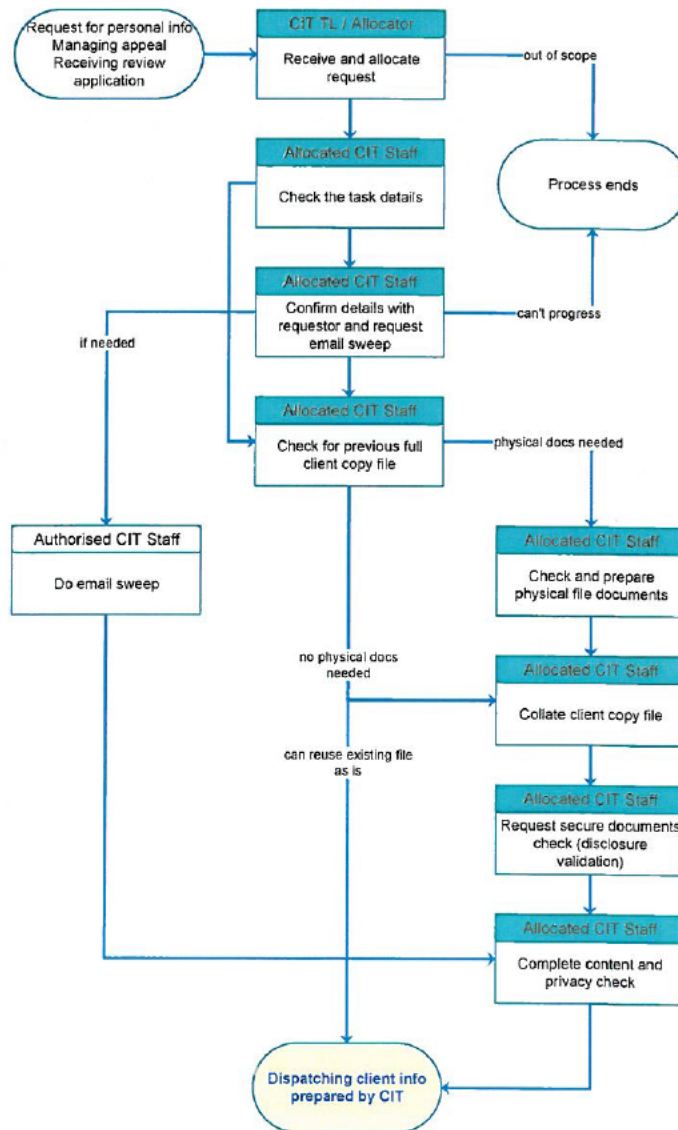 Request for personal info
Managing appeal
Receiving review
application
CIT TL / Allocator
Receive and allocate
request
out of scope
Allocated CIT Staff
Check the task details
Process ends
Allocated CIT Staff
Confirm details with
requestor and request
email sweep
can't progress
if needed
Allocated CIT Staff
Check for previous full
client copy file
physical docs needed
Authorised CIT Staff
Do email sweep
Allocated CIT Staff
Check and prepare
physical file documents
no physical docs
needed
Allocated CIT Staff
Collate client copy file
can reuse existing file
as is
Allocated CIT Staff
Request secure documents
check (disclosure
validation)
Allocated CIT Staff
Complete content and
privacy check
Dispatching client info
prepared by CIT